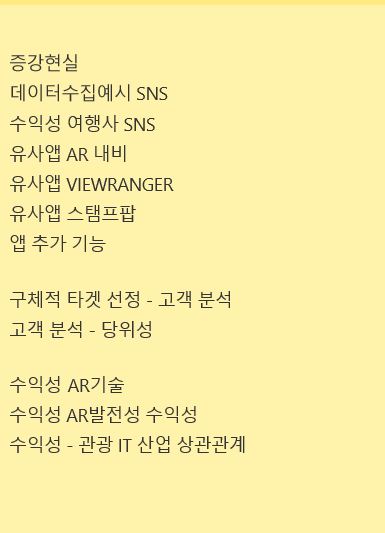 증강현실
데이터수집예시 SNS
수익성 여행사 SNS
유사앱 AR 내비
유사앱 VIEWRANGER
유사앱 스탬프팝
앱 추가 기능
구체적 타겟 선정 - 고객 분석
고객 분석 - 당위성
수익성 AR기술
수익성 AR발전성 수익성
수익성 - 관광 IT 산업 상관관계